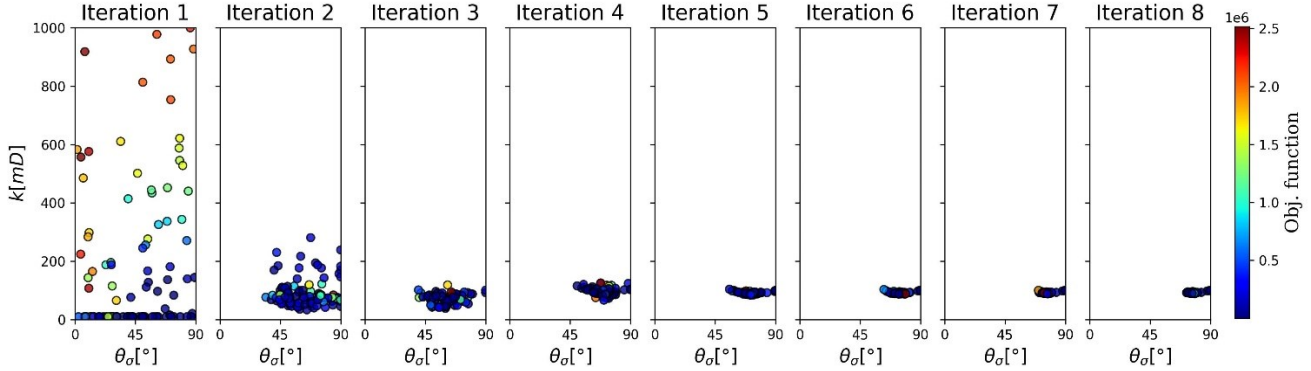 Iteration 1 Iteration 2 Iteration 3 Iteration 4 Iteration 5 Iteration 6 Iteration 7 Iteration 8
1e6
1000
800
600
400
200
0
k[mD]
0 45 90 45 90 45 90 0 45 90 0 45 90 0 45 90 0 45 90 0 45 90
θσ[°] θσ[°] θσ[°] θσ[°] θσ[°] θσ[°] θσ[°] θσ[°]
2.5
2.0
1.5
1.0
0.5
Obj. function